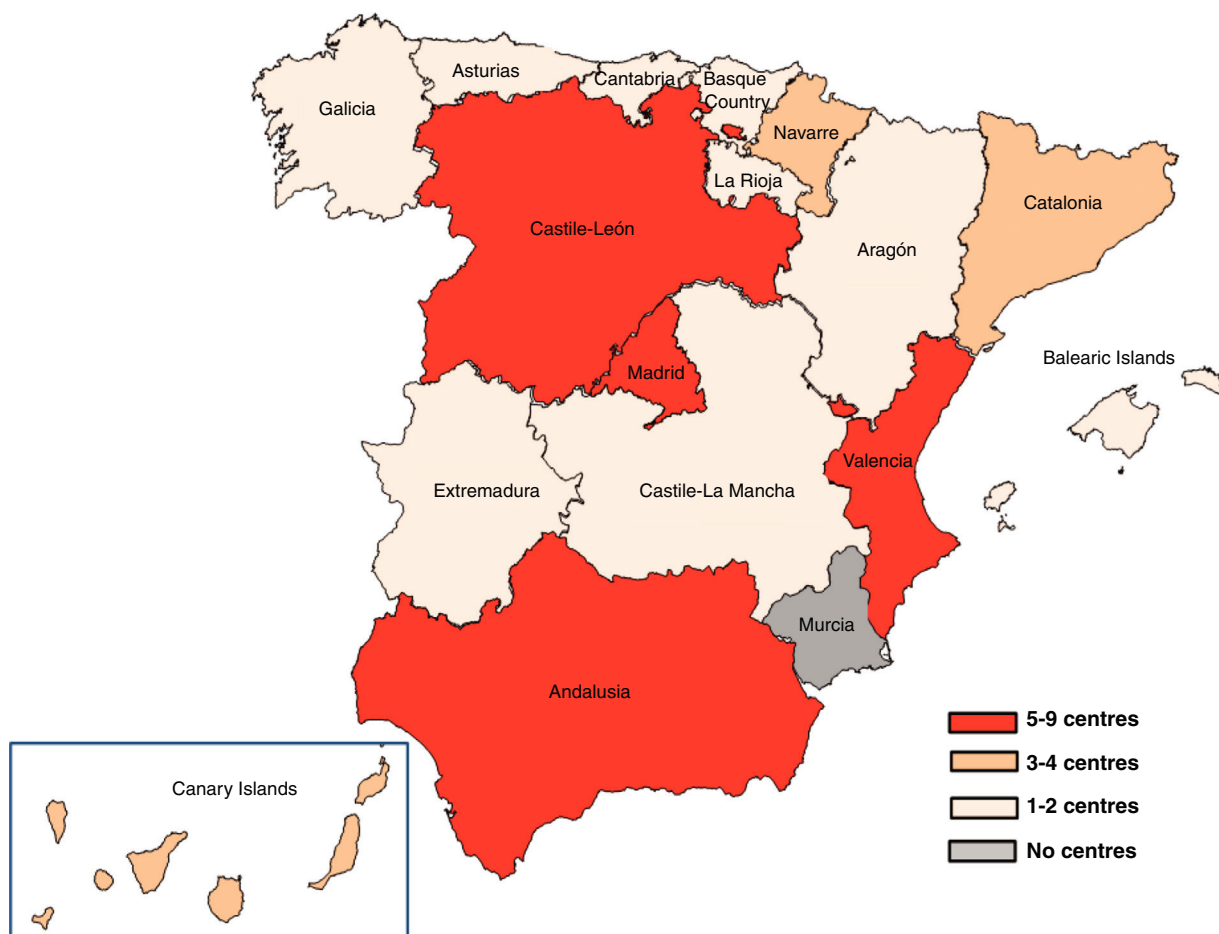 Asturias
Cantabria
Basque
Country
Galicia
Navarre
La Rioja
Catalonia
Castile-León
Aragón
Balearic Islands
Madrid
Valencia
Extremadura
Castile-La Mancha
Murcia
Andalusia
Canary Islands
5-9 centres
3-4 centres
1-2 centres
No centres